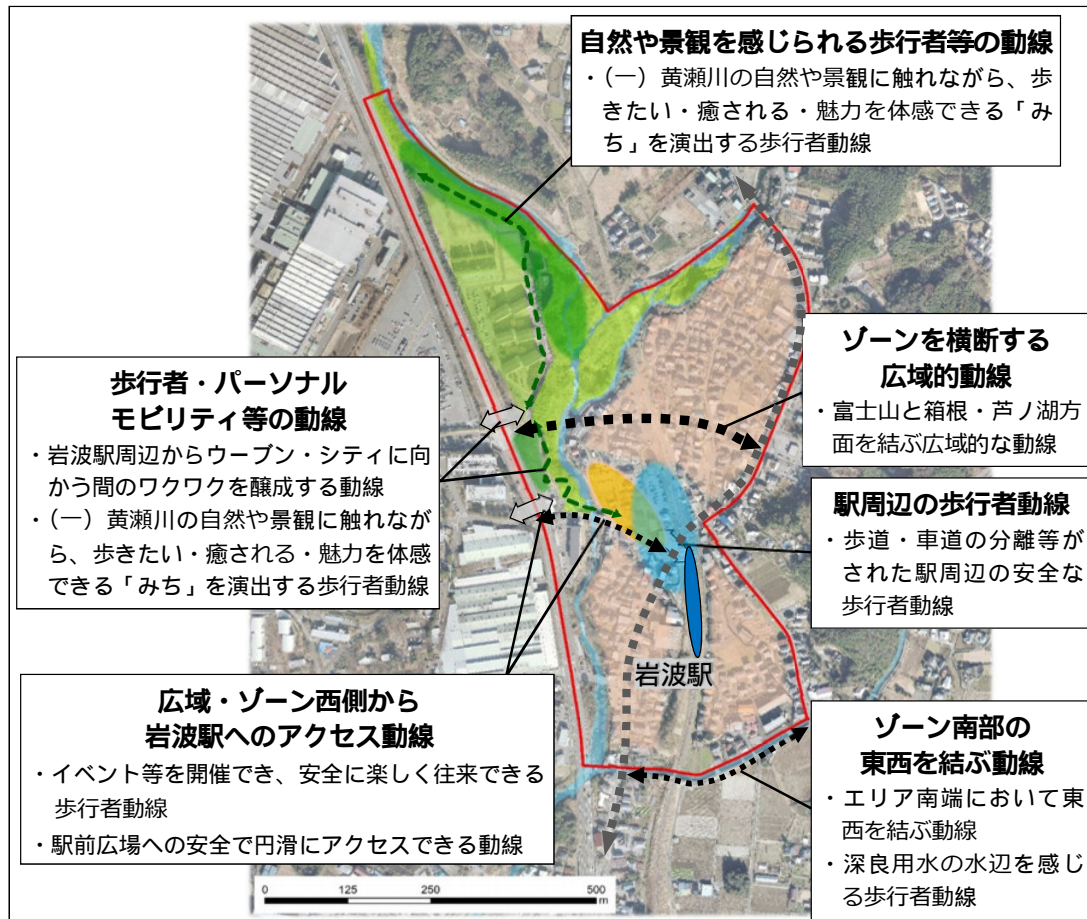 自然や景観を感じられる歩行者等の動線
・(一) 黄瀬川の自然や景観に触れながら、歩
きたい・癒される・魅力を体感できる「み
ち」を演出する歩行者動線
ゾーンを横断する
広域的動線
・富士山と箱根・芦ノ湖方
面を結ぶ広域的な動線
歩行者・パーソナル
モビリティ等の動線
・岩波駅周辺からウーブン・シティに向
かう間のワクワクを醸成する動線
・(一) 黄瀬川の自然や景観に触れなが
ら、歩きたい・癒される・魅力を体感
できる「みち」を演出する歩行者動線
駅周辺の歩行者動線
・歩道・車道の分離等が
された駅周辺の安全な
歩行者動線
岩波駅
広域・ゾーン西側から
岩波駅へのアクセス動線
・イベント等を開催でき、安全に楽しく往来できる
歩行者動線
・駅前広場への安全で円滑にアクセスできる動線
ゾーン南部の
東西を結ぶ動線
・エリア南端において東
西を結ぶ動線
・深良用水の水辺を感じ
る歩行者動線
0 125 250 500
m